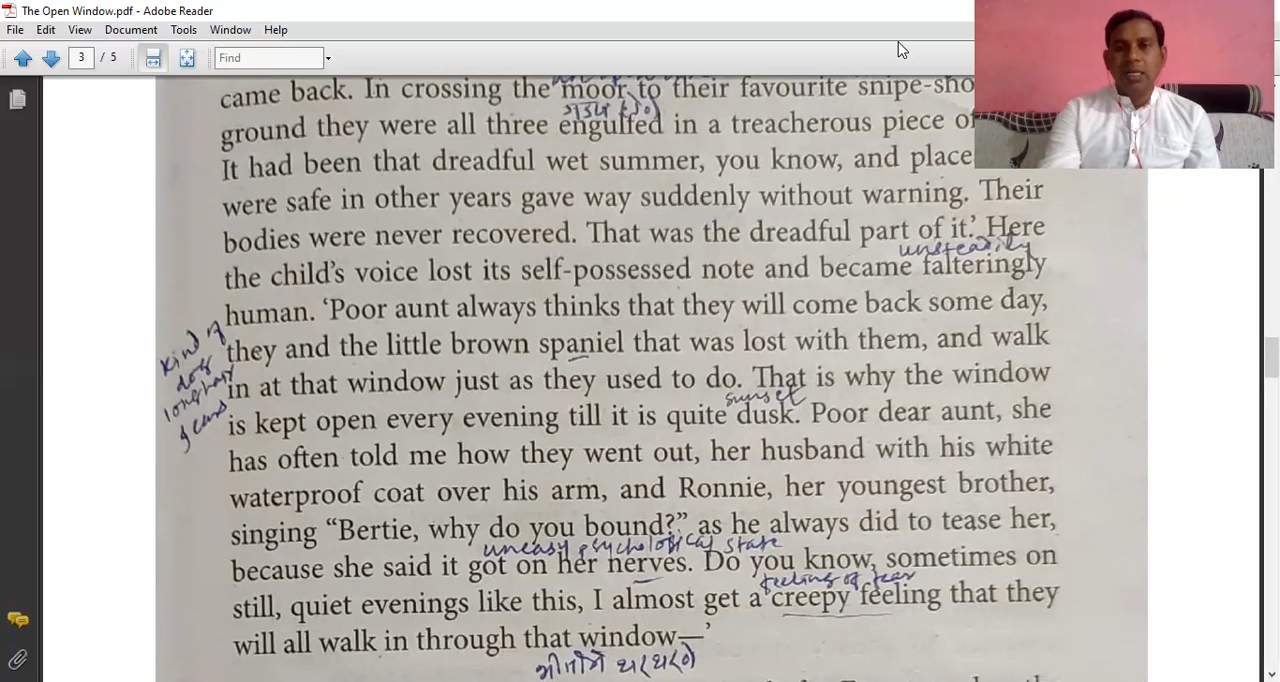 The Open Window.pdf - Adobe Reader
File Edit View Document Tools Window Help
3 / 5 Find
came back. In crossing the moor to their favourite snipe-sho
ground they were all three engulfed in a treacherous piece of
It had been that dreadful wet summer, you know, and place
were safe in other years gave way suddenly without warning. Their
bodies were never recovered. That was the dreadful part of it.' Here
unsteadily
the child's voice lost its self-possessed note and became falteringly
human. 'Poor aunt always thinks that they will come back some day,
kind of
they and the little brown spaniel that was lost with them, and walk
dog
in at that window just as they used to do. That is why the window
sunset
is kept open every evening till it is quite dusk. Poor dear aunt, she
has often told me how they went out, her husband with his white
waterproof coat over his arm, and Ronnie, her youngest brother,
singing "Bertie, why do you bound?" as he always did to tease her,
uneasy psychological state
because she said it got on her nerves. Do you know, sometimes on
feeling of fear
still, quiet evenings like this, I almost get a creepy feeling that they
will all walk in through that window—'